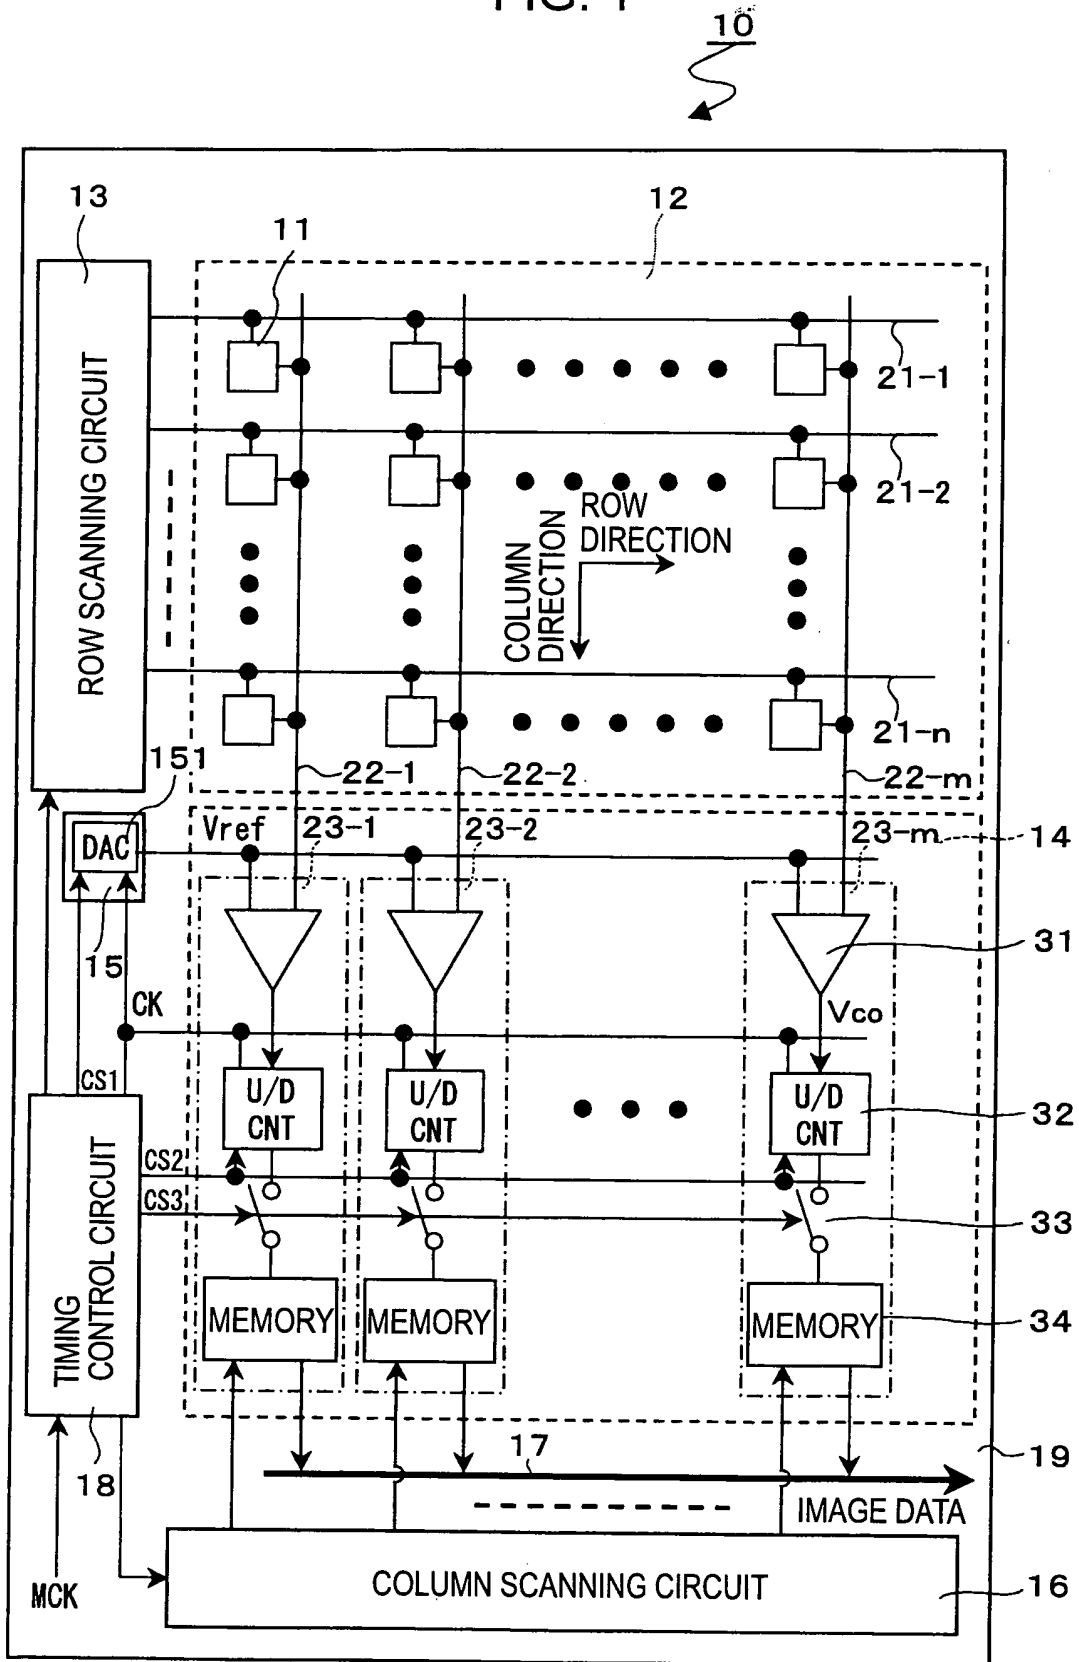 FIG. 1
10
13
11
12
ROW SCANNING CIRCUIT
21-1
21-2
ROW
DIRECTION
COLUMN
DIRECTION
21-n
151
22-1
22-2
22-m
DAC
Vref
23-1
23-2
23-m
14
15
31
CK
Vco
CS1
U/D
CNT
U/D
CNT
U/D
CNT
32
TIMING
CONTROL CIRCUIT
CS2
CS3
33
MEMORY
MEMORY
MEMORY
34
18
17
19
IMAGE DATA
MCK
COLUMN SCANNING CIRCUIT
16